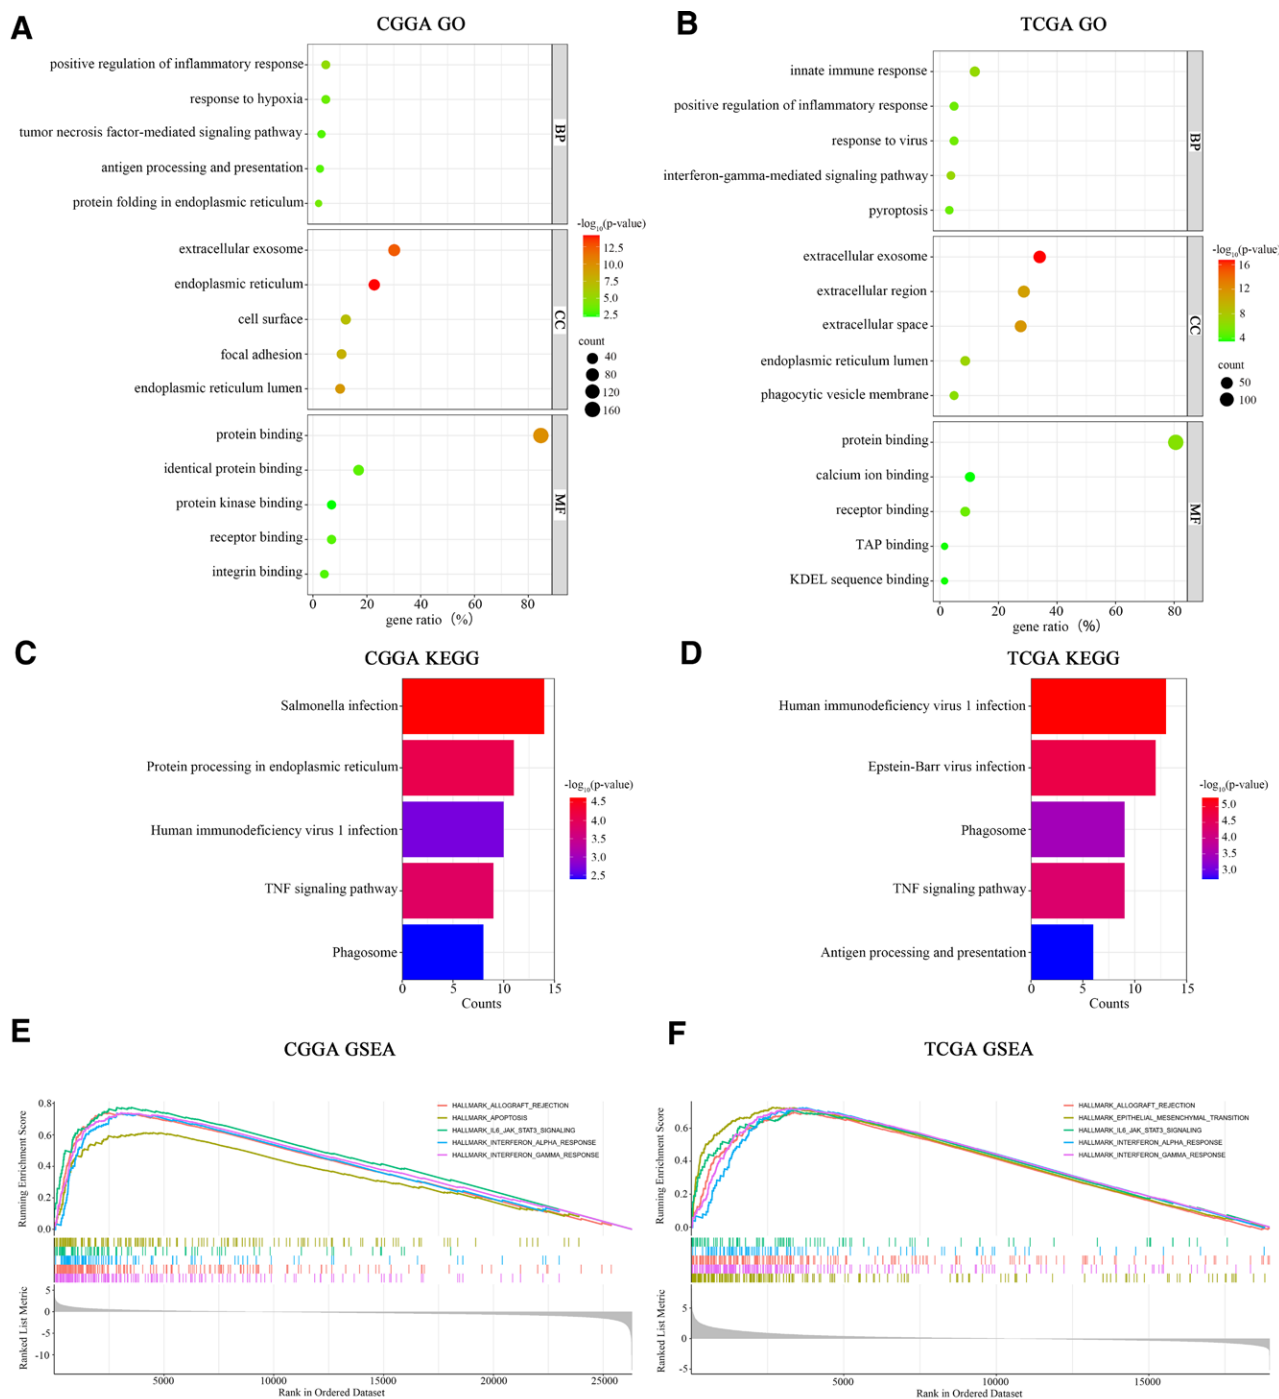 A
CGGA GO
positive regulation of inflammatory response
response to hypoxia
tumor necrosis factor-mediated signaling pathway
antigen processing and presentation
protein folding in endoplasmic reticulum
BP
extracellular exosome
endoplasmic reticulum
cell surface
focal adhesion
endoplasmic reticulum lumen
CC
protein binding
identical protein binding
protein kinase binding
receptor binding
integrin binding
MF
0 20 40 60 80
gene ratio (%)
-log10(p-value)
12.5
10.0
7.5
5.0
2.5
count
40
80
120
160
B
TCGA GO
innate immune response
positive regulation of inflammatory response
response to virus
interferon-gamma-mediated signaling pathway
pyroptosis
BP
extracellular exosome
extracellular region
extracellular space
endoplasmic reticulum lumen
phagocytic vesicle membrane
CC
protein binding
calcium ion binding
receptor binding
TAP binding
KDEL sequence binding
MF
0 20 40 60 80
gene ratio (%)
-log10(p-value)
16
12
8
4
count
50
100
C
CGGA KEGG
Salmonella infection
Protein processing in endoplasmic reticulum
Human immunodeficiency virus 1 infection
TNF signaling pathway
Phagosome
0 5 10 15
Counts
-log10(p-value)
4.5
4.0
3.5
3.0
2.5
D
TCGA KEGG
Human immunodeficiency virus 1 infection
Epstein-Barr virus infection
Phagosome
TNF signaling pathway
Antigen processing and presentation
0 5 10 15
Counts
-log10(p-value)
5.0
4.5
4.0
3.5
3.0
E
CGGA GSEA
Running Enrichment Score
0.8
0.6
0.4
0.2
0.0
HALLMARK_ALLOGRAFT_REJECTION
HALLMARK_APOPTOSIS
HALLMARK_IL6_JAK_STAT3_SIGNALING
HALLMARK_INTERFERON_ALPHA_RESPONSE
HALLMARK_INTERFERON_GAMMA_RESPONSE
Ranked List Metric
5
0
-5
-10
5000 10000 15000 20000 25000
Rank in Ordered Dataset
F
TCGA GSEA
Running Enrichment Score
0.6
0.4
0.2
0.0
HALLMARK_ALLOGRAFT_REJECTION
HALLMARK_EPITHELIAL_MESENCHYMAL_TRANSITION
HALLMARK_IL6_JAK_STAT3_SIGNALING
HALLMARK_INTERFERON_ALPHA_RESPONSE
HALLMARK_INTERFERON_GAMMA_RESPONSE
Ranked List Metric
5
0
-5
5000 10000 15000
Rank in Ordered Dataset